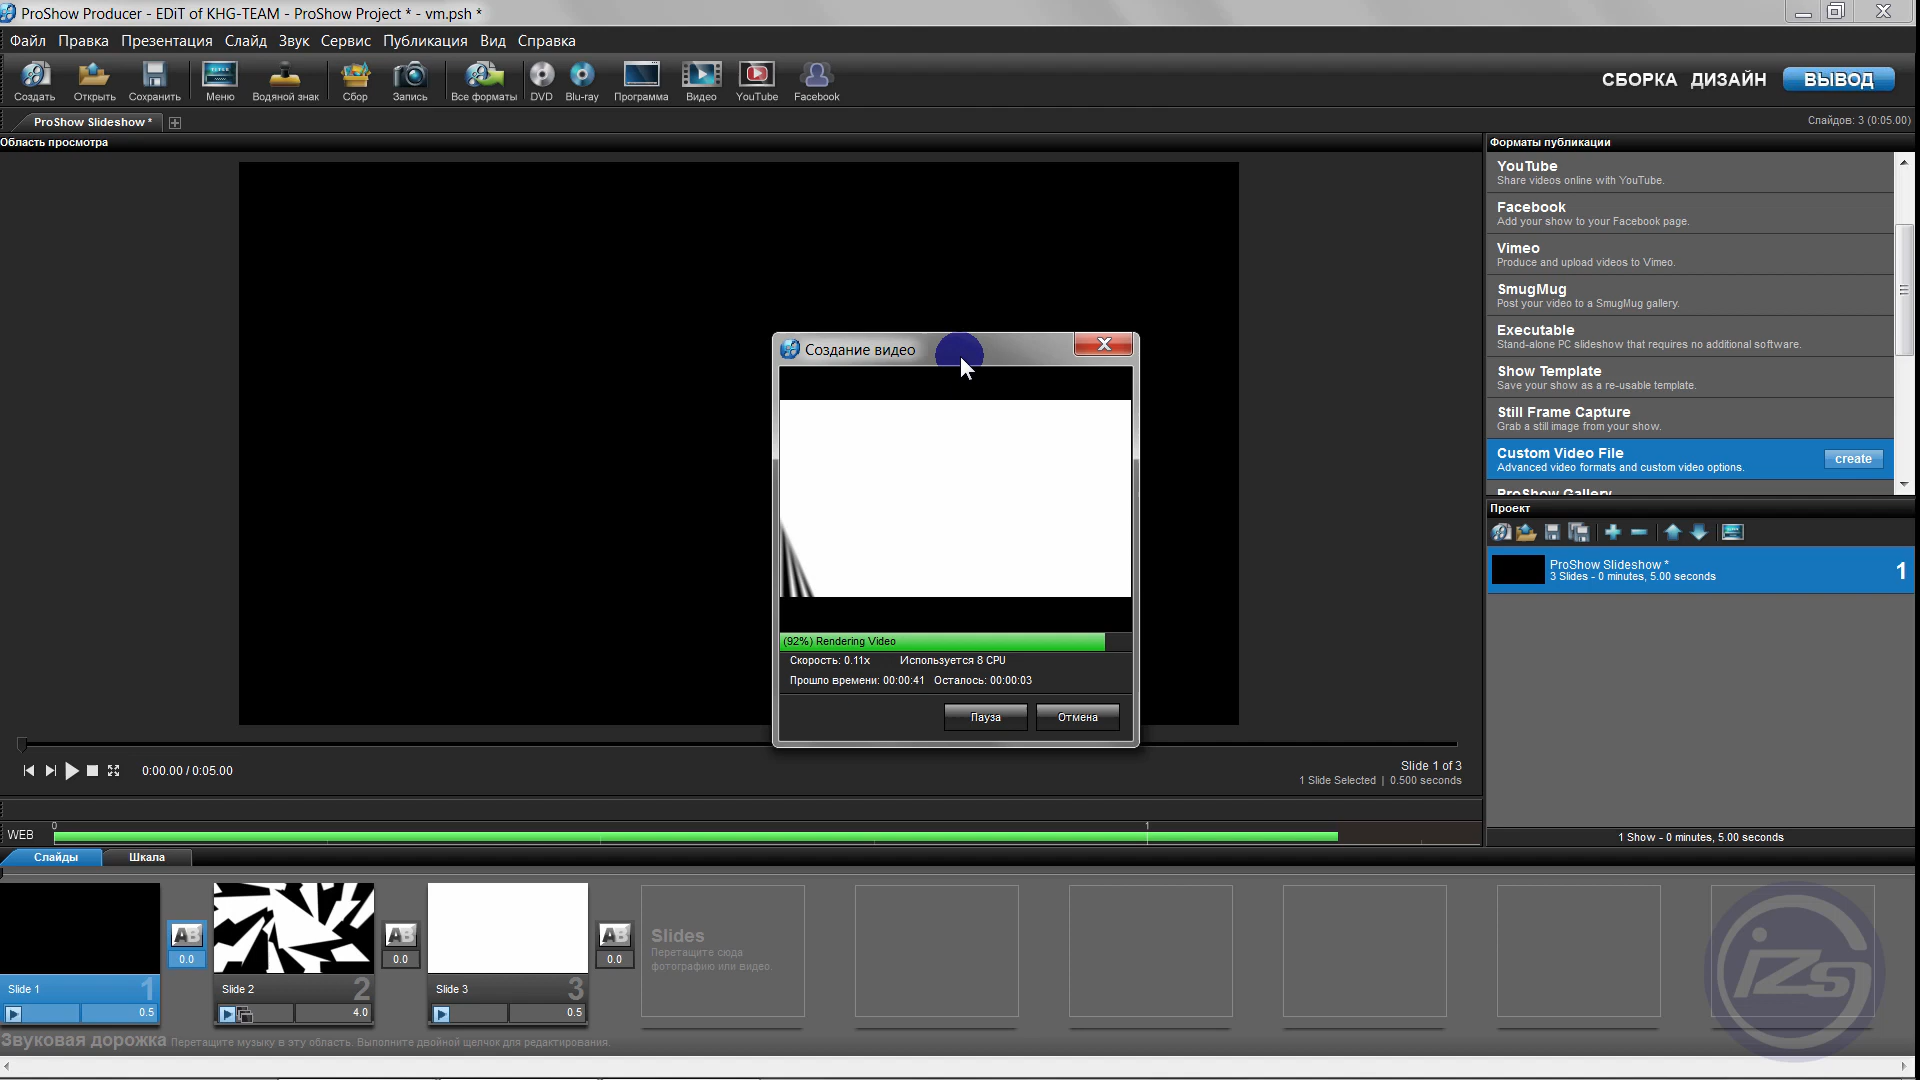 ProShow Producer - EDiT of KHG-TEAM - ProShow Project * - vm.psh *
Файл Правка Презентация Слайд Звук Сервис Публикация Вид Справка
Создать Открыть Сохранить Меню Водяной знак Сбор Запись Все форматы DVD Blu-ray Программа Видео YouTube Facebook
СБОРКА ДИЗАЙН ВЫВОД
ProShow Slideshow *
Слайдов: 3 (0:05.00)
Область просмотра
Форматы публикации
YouTube
Share videos online with YouTube.
Facebook
Add your show to your Facebook page.
Vimeo
Produce and upload videos to Vimeo.
SmugMug
Post your video to a SmugMug gallery.
Executable
Stand-alone PC slideshow that requires no additional software.
Show Template
Save your show as a re-usable template.
Still Frame Capture
Grab a still image from your show.
Custom Video File
Advanced video formats and custom video options.
create
ProShow Gallery
Создание видео
(92%) Rendering Video
Скорость: 0.11x Используется 8 CPU
Прошло времени: 00:00:41 Осталось: 00:00:03
Пауза Отмена
Проект
ProShow Slideshow *
3 Slides - 0 minutes, 5.00 seconds
1
1 Show - 0 minutes, 5.00 seconds
0:00.00 / 0:05.00
Slide 1 of 3
1 Slide Selected | 0.500 seconds
WEB
0 1
Слайды Шкала
AB
0.0
AB
0.0
AB
0.0
Slide 1 1
0.5
Slide 2 2
4.0
Slide 3 3
0.5
Slides
Перетащите сюда
фотографию или видео
Звуковая дорожка Перетащите музыку в эту область. Выполните двойной щелчок для редактирования.